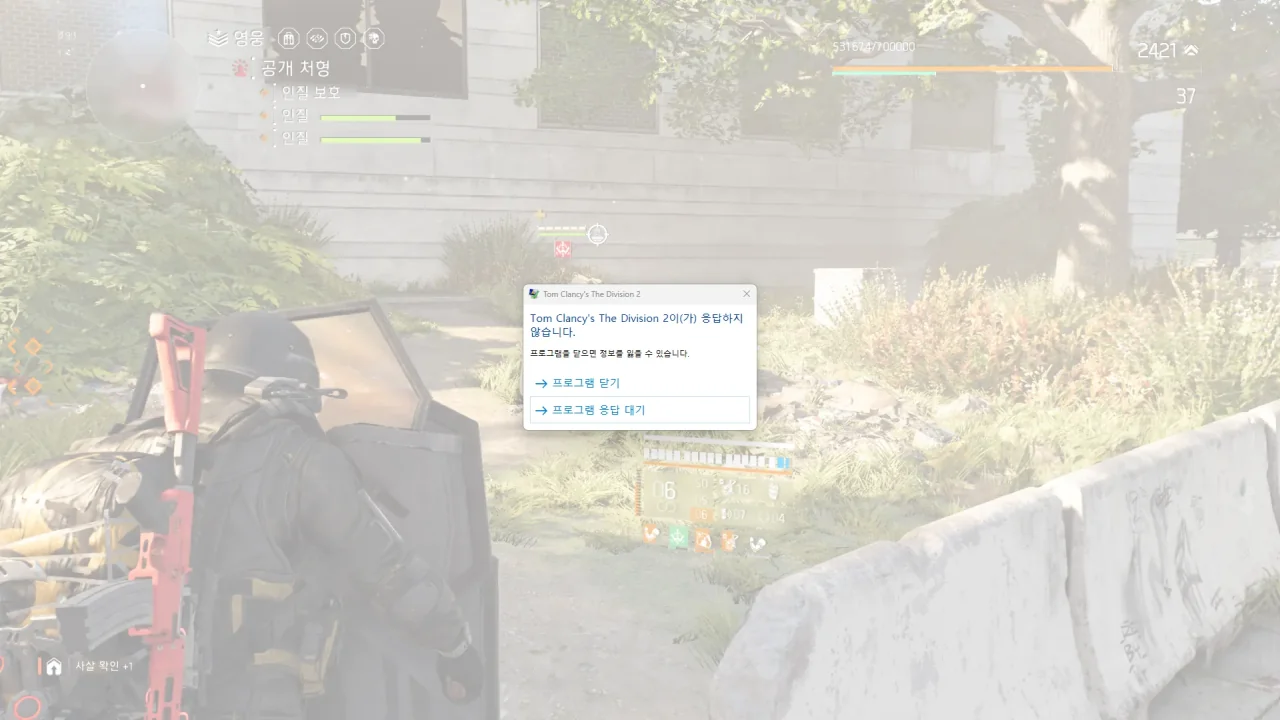 영웅
531674/700000
2421
공개 처형
37
인질 보호
인질
인질
Tom Clancy's The Division 2
Tom Clancy's The Division 2이(가) 응답하지
않습니다.
프로그램을 닫으면 정보를 잃을 수 있습니다.
프로그램 닫기
프로그램 응답 대기
사살 확인 +1